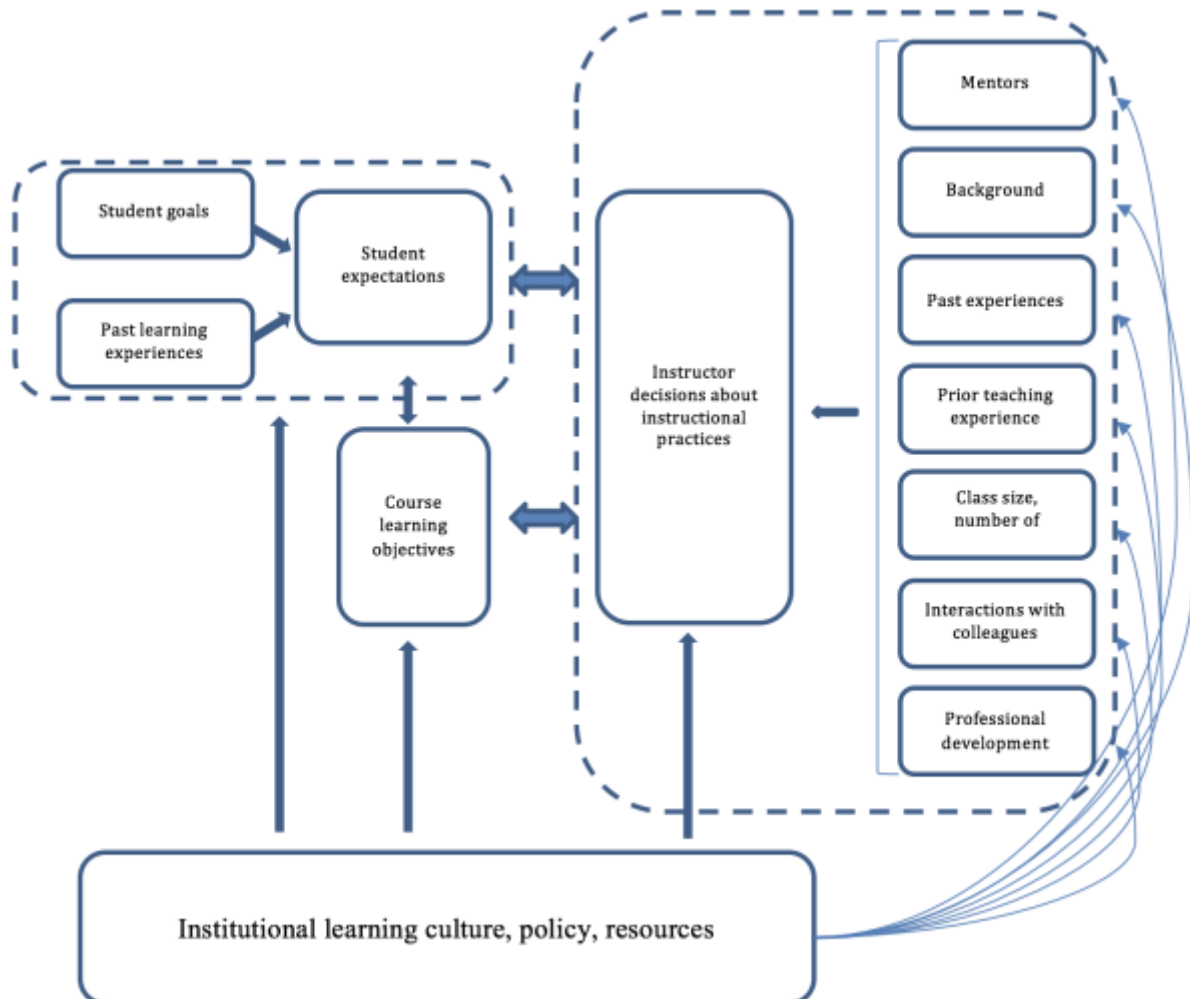 Mentors
Background
Past experiences
Prior teaching
experience
Class size,
number of
Interactions with
colleagues
Professional
development
Student goals
Past learning
experiences
Student
expectations
Course
learning
objectives
Instructor
decisions about
instructional
practices
Institutional learning culture, policy, resources